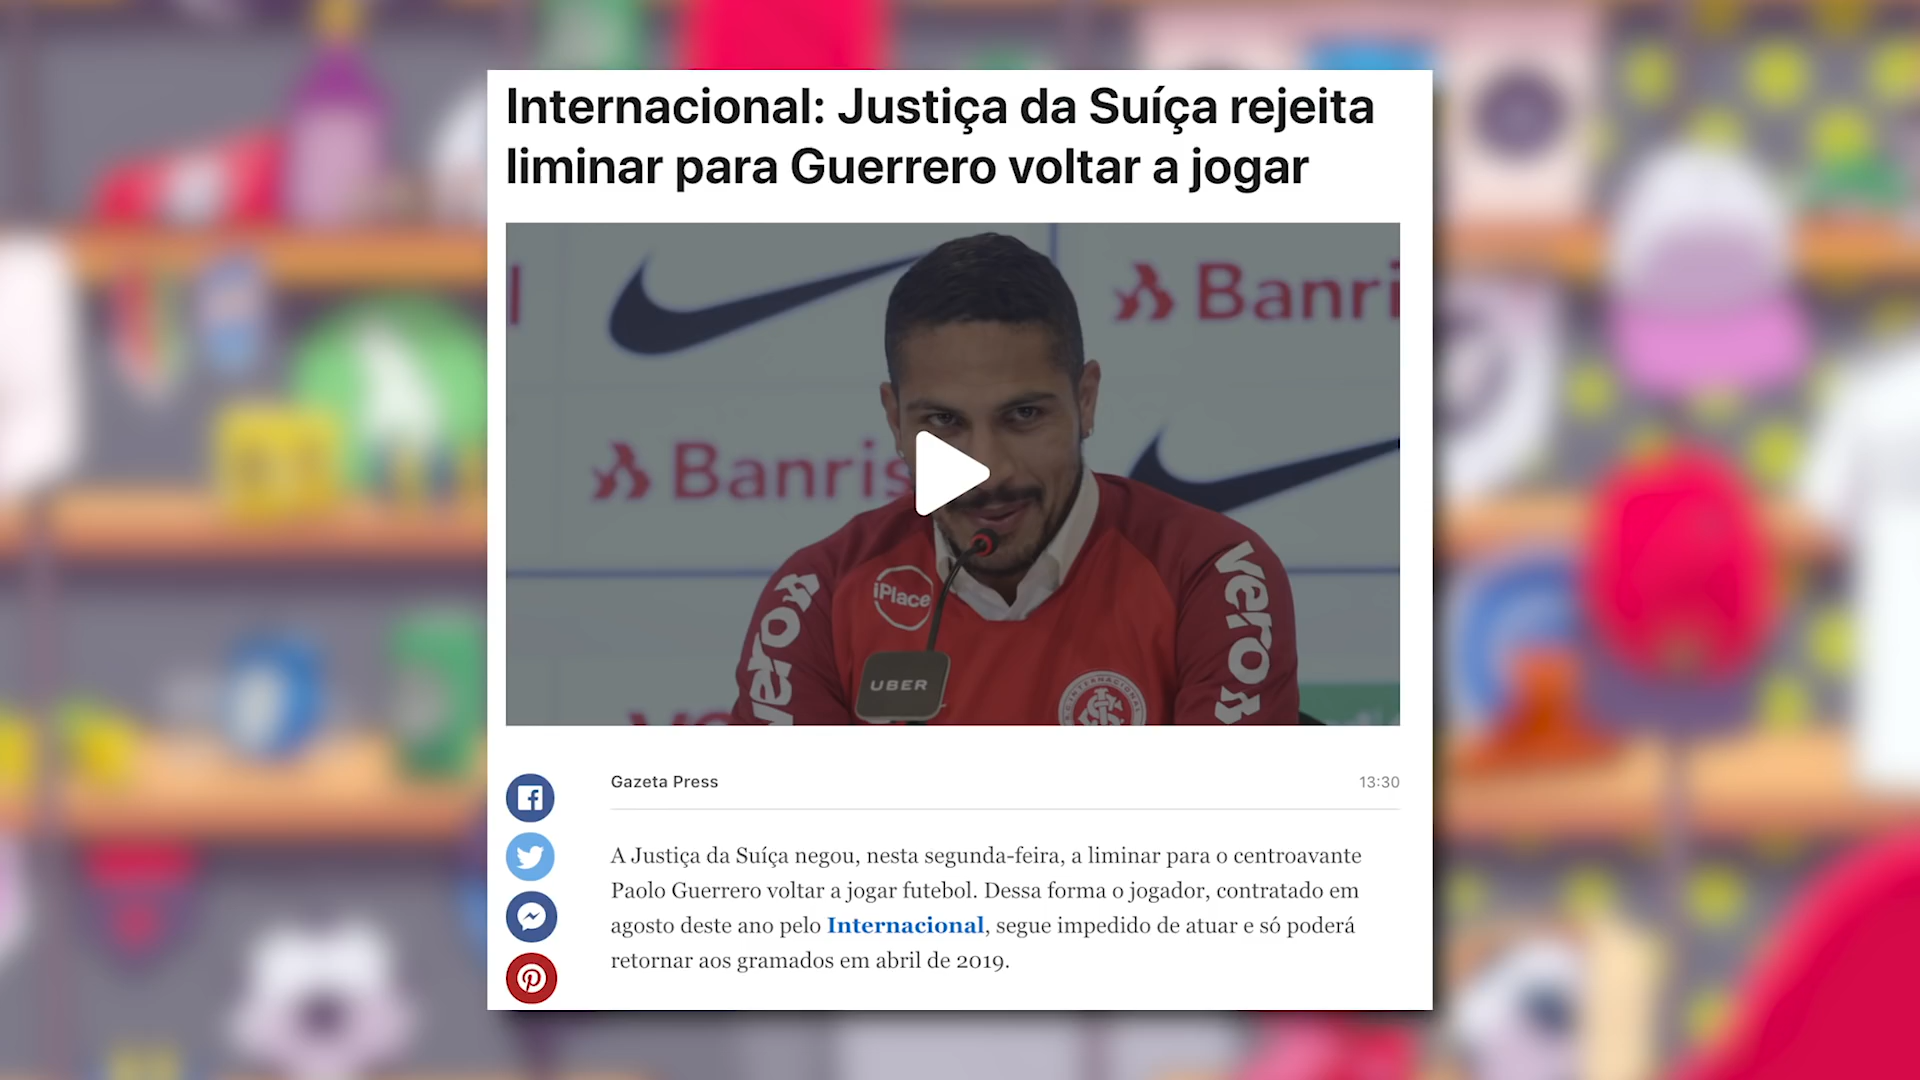 Internacional: Justiça da Suíça rejeita
liminar para Guerrero voltar a jogar
Banri
Banris
iPlace
vero
vero
UBER
Gazeta Press
13:30
A Justiça da Suíça negou, nesta segunda-feira, a liminar para o centroavante
Paolo Guerrero voltar a jogar futebol. Dessa forma o jogador, contratado em
agosto deste ano pelo Internacional, segue impedido de atuar e só poderá
retornar aos gramados em abril de 2019.